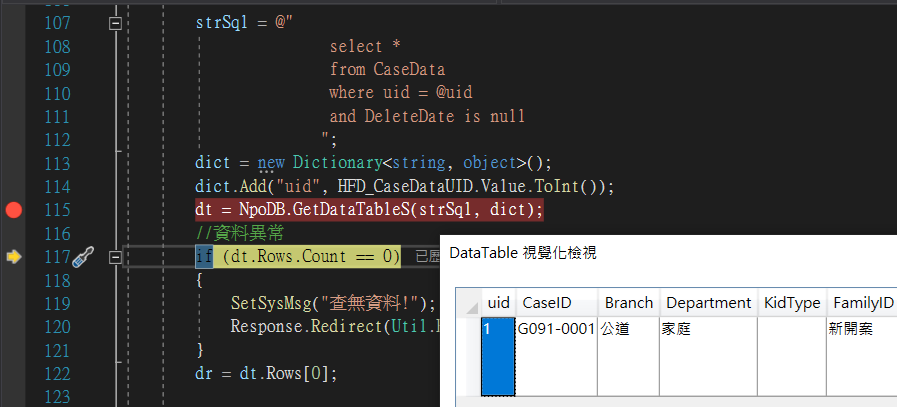 107 strSql = @"
108 select *
109 from CaseData
110 where uid = @uid
111 and DeleteDate is null
112 ";
113 dict = new Dictionary<string, object>();
114 dict.Add("uid", HFD_CaseDataUID.Value.ToInt());
115 dt = NpoDB.GetDataTableS(strSql, dict);
116 //資料異常
117 if (dt.Rows.Count == 0) 已歷
118 {
119 SetSysMsg("查無資料!");
120 Response.Redirect(Util.
121 }
122 dr = dt.Rows[0];
123
DataTable 視覺化檢視
uid CaseID Branch Department KidType FamilyID
1 G091-0001 公道 家庭 新開案